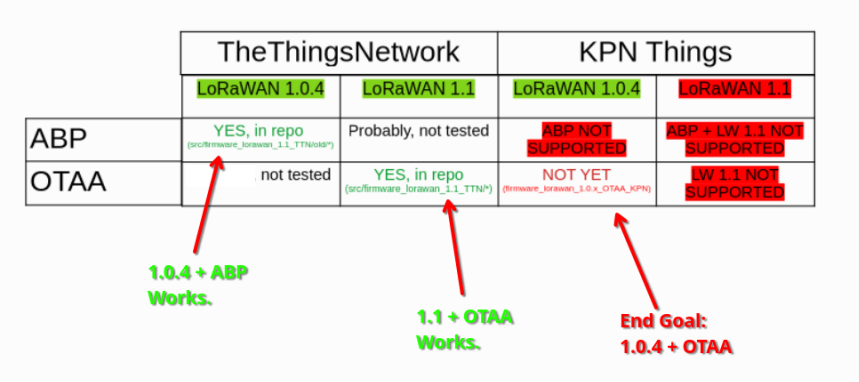 TheThingsNetwork KPN Things
LoRaWAN 1.0.4 LoRaWAN 1.1 LoRaWAN 1.0.4 LoRaWAN 1.1
ABP
YES, in repo
(src/firmware_lorawan_1.1_TTN/old/*)
Probably, not tested
ABP NOT
SUPPORTED
ABP + LW 1.1 NOT
SUPPORTED
OTAA
not tested
YES, in repo
(src/firmware_lorawan_1.1_TTN/*)
NOT YET
(firmware_lorawan_1.0.x_OTAA_KPN)
LW 1.1 NOT
SUPPORTED
1.0.4 + ABP
Works.
1.1 + OTAA
Works.
End Goal:
1.0.4 + OTAA